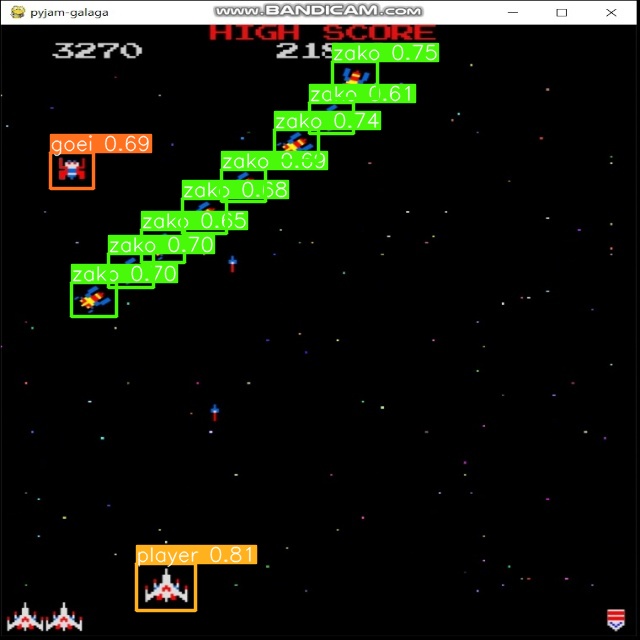 pyjam-galaga
www.BANDICAM.com
HIGH SCORE
3270
zako 0.75
zako 0.61
zako 0.74
goei 0.69
zako 0.69
zako 0.68
zako 0.65
zako 0.70
zako 0.70
player 0.81